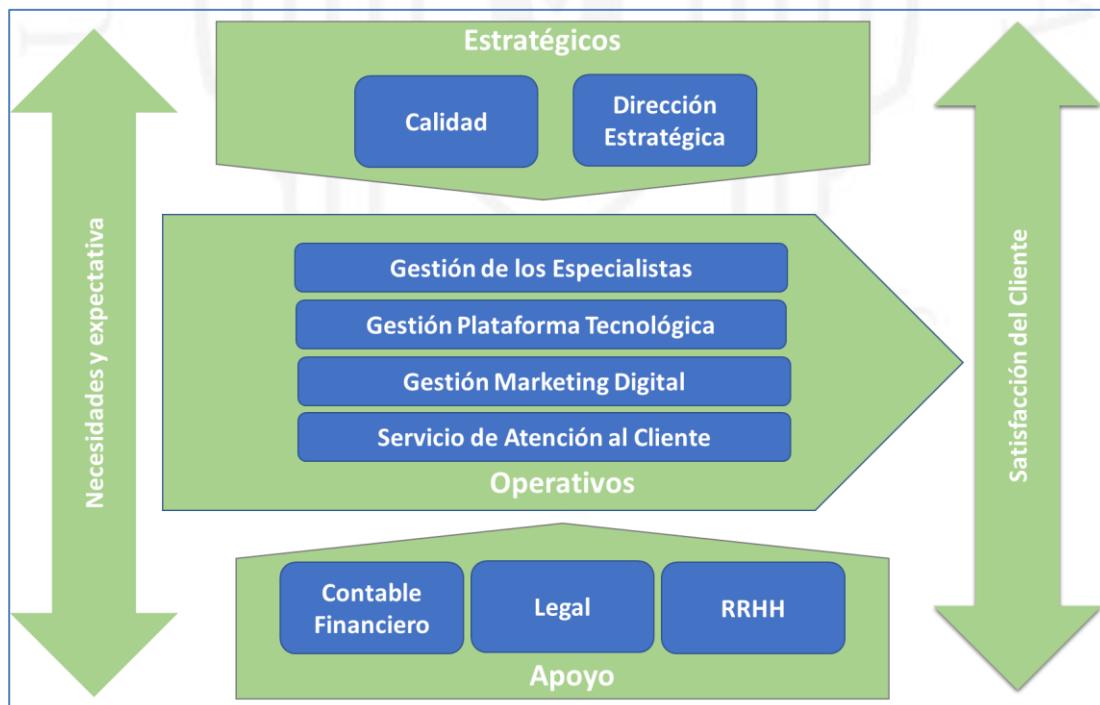 Estratégicos
Calidad
Dirección
Estratégica
Necesidades y expectativa
Gestión de los Especialistas
Gestión Plataforma Tecnológica
Gestión Marketing Digital
Servicio de Atención al Cliente
Operativos
Satisfacción del Cliente
Contable
Financiero
Legal
RRHH
Apoyo